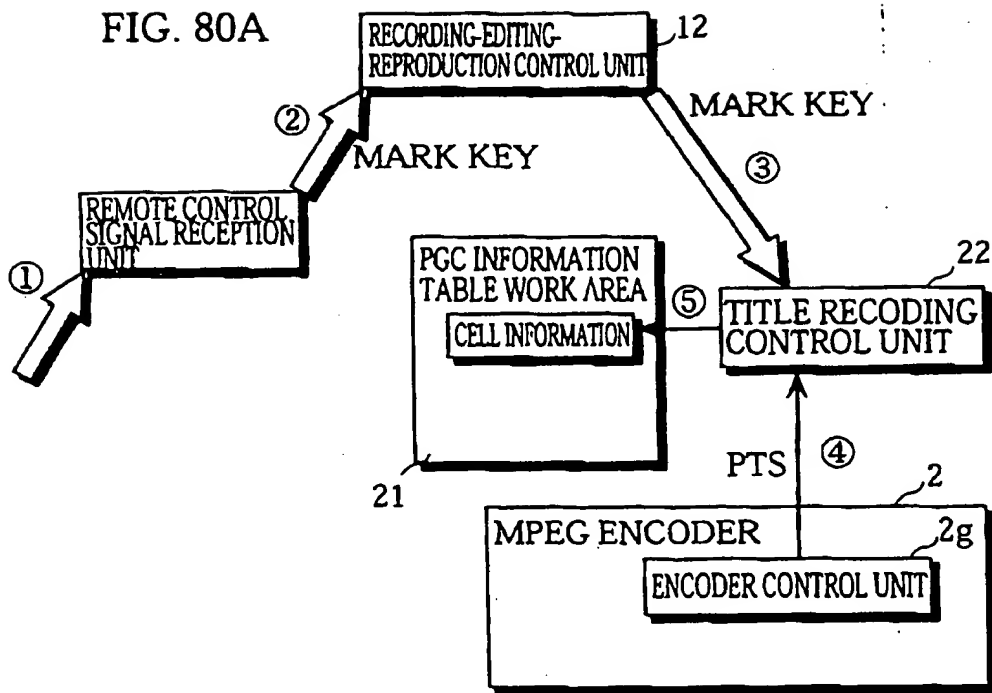 FIG. 80A
RECORDING-EDITING-
REPRODUCTION CONTROL UNIT
12
MARK KEY
②
MARK KEY
③
REMOTE CONTROL
SIGNAL RECEPTION
UNIT
①
PGC INFORMATION
TABLE WORK AREA
CELL INFORMATION
⑤
22
TITLE RECODING
CONTROL UNIT
21
PTS
④
2
MPEG ENCODER
2g
ENCODER CONTROL UNIT